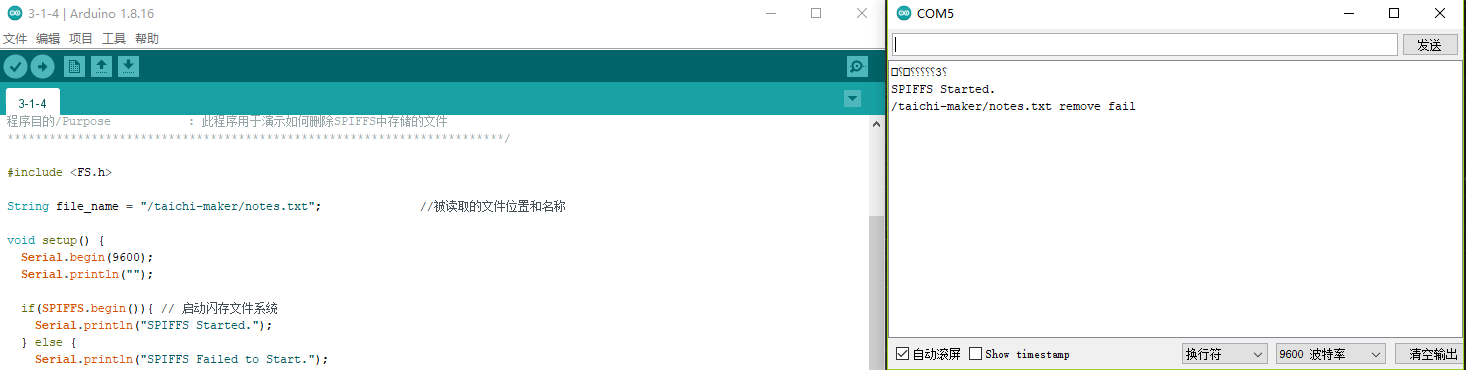 3-1-4 | Arduino 1.8.16
文件 编辑 项目 工具 帮助
3-1-4
程序目的/Purpose : 此程序用于演示如何删除SPIFFS中存储的文件
***********************************************************************/
#include <FS.h>
String file_name = "/taichi-maker/notes.txt"; //被读取的文件位置和名称
void setup() {
Serial.begin(9600);
Serial.println("");
if(SPIFFS.begin()){ // 启动闪存文件系统
Serial.println("SPIFFS Started.");
} else {
Serial.println("SPIFFS Failed to Start.");
COM5
发送
□⸮□⸮⸮⸮⸮⸮3⸮
SPIFFS Started.
/taichi-maker/notes.txt remove fail
自动滚屏 Show timestamp 换行符 9600 波特率 清空输出